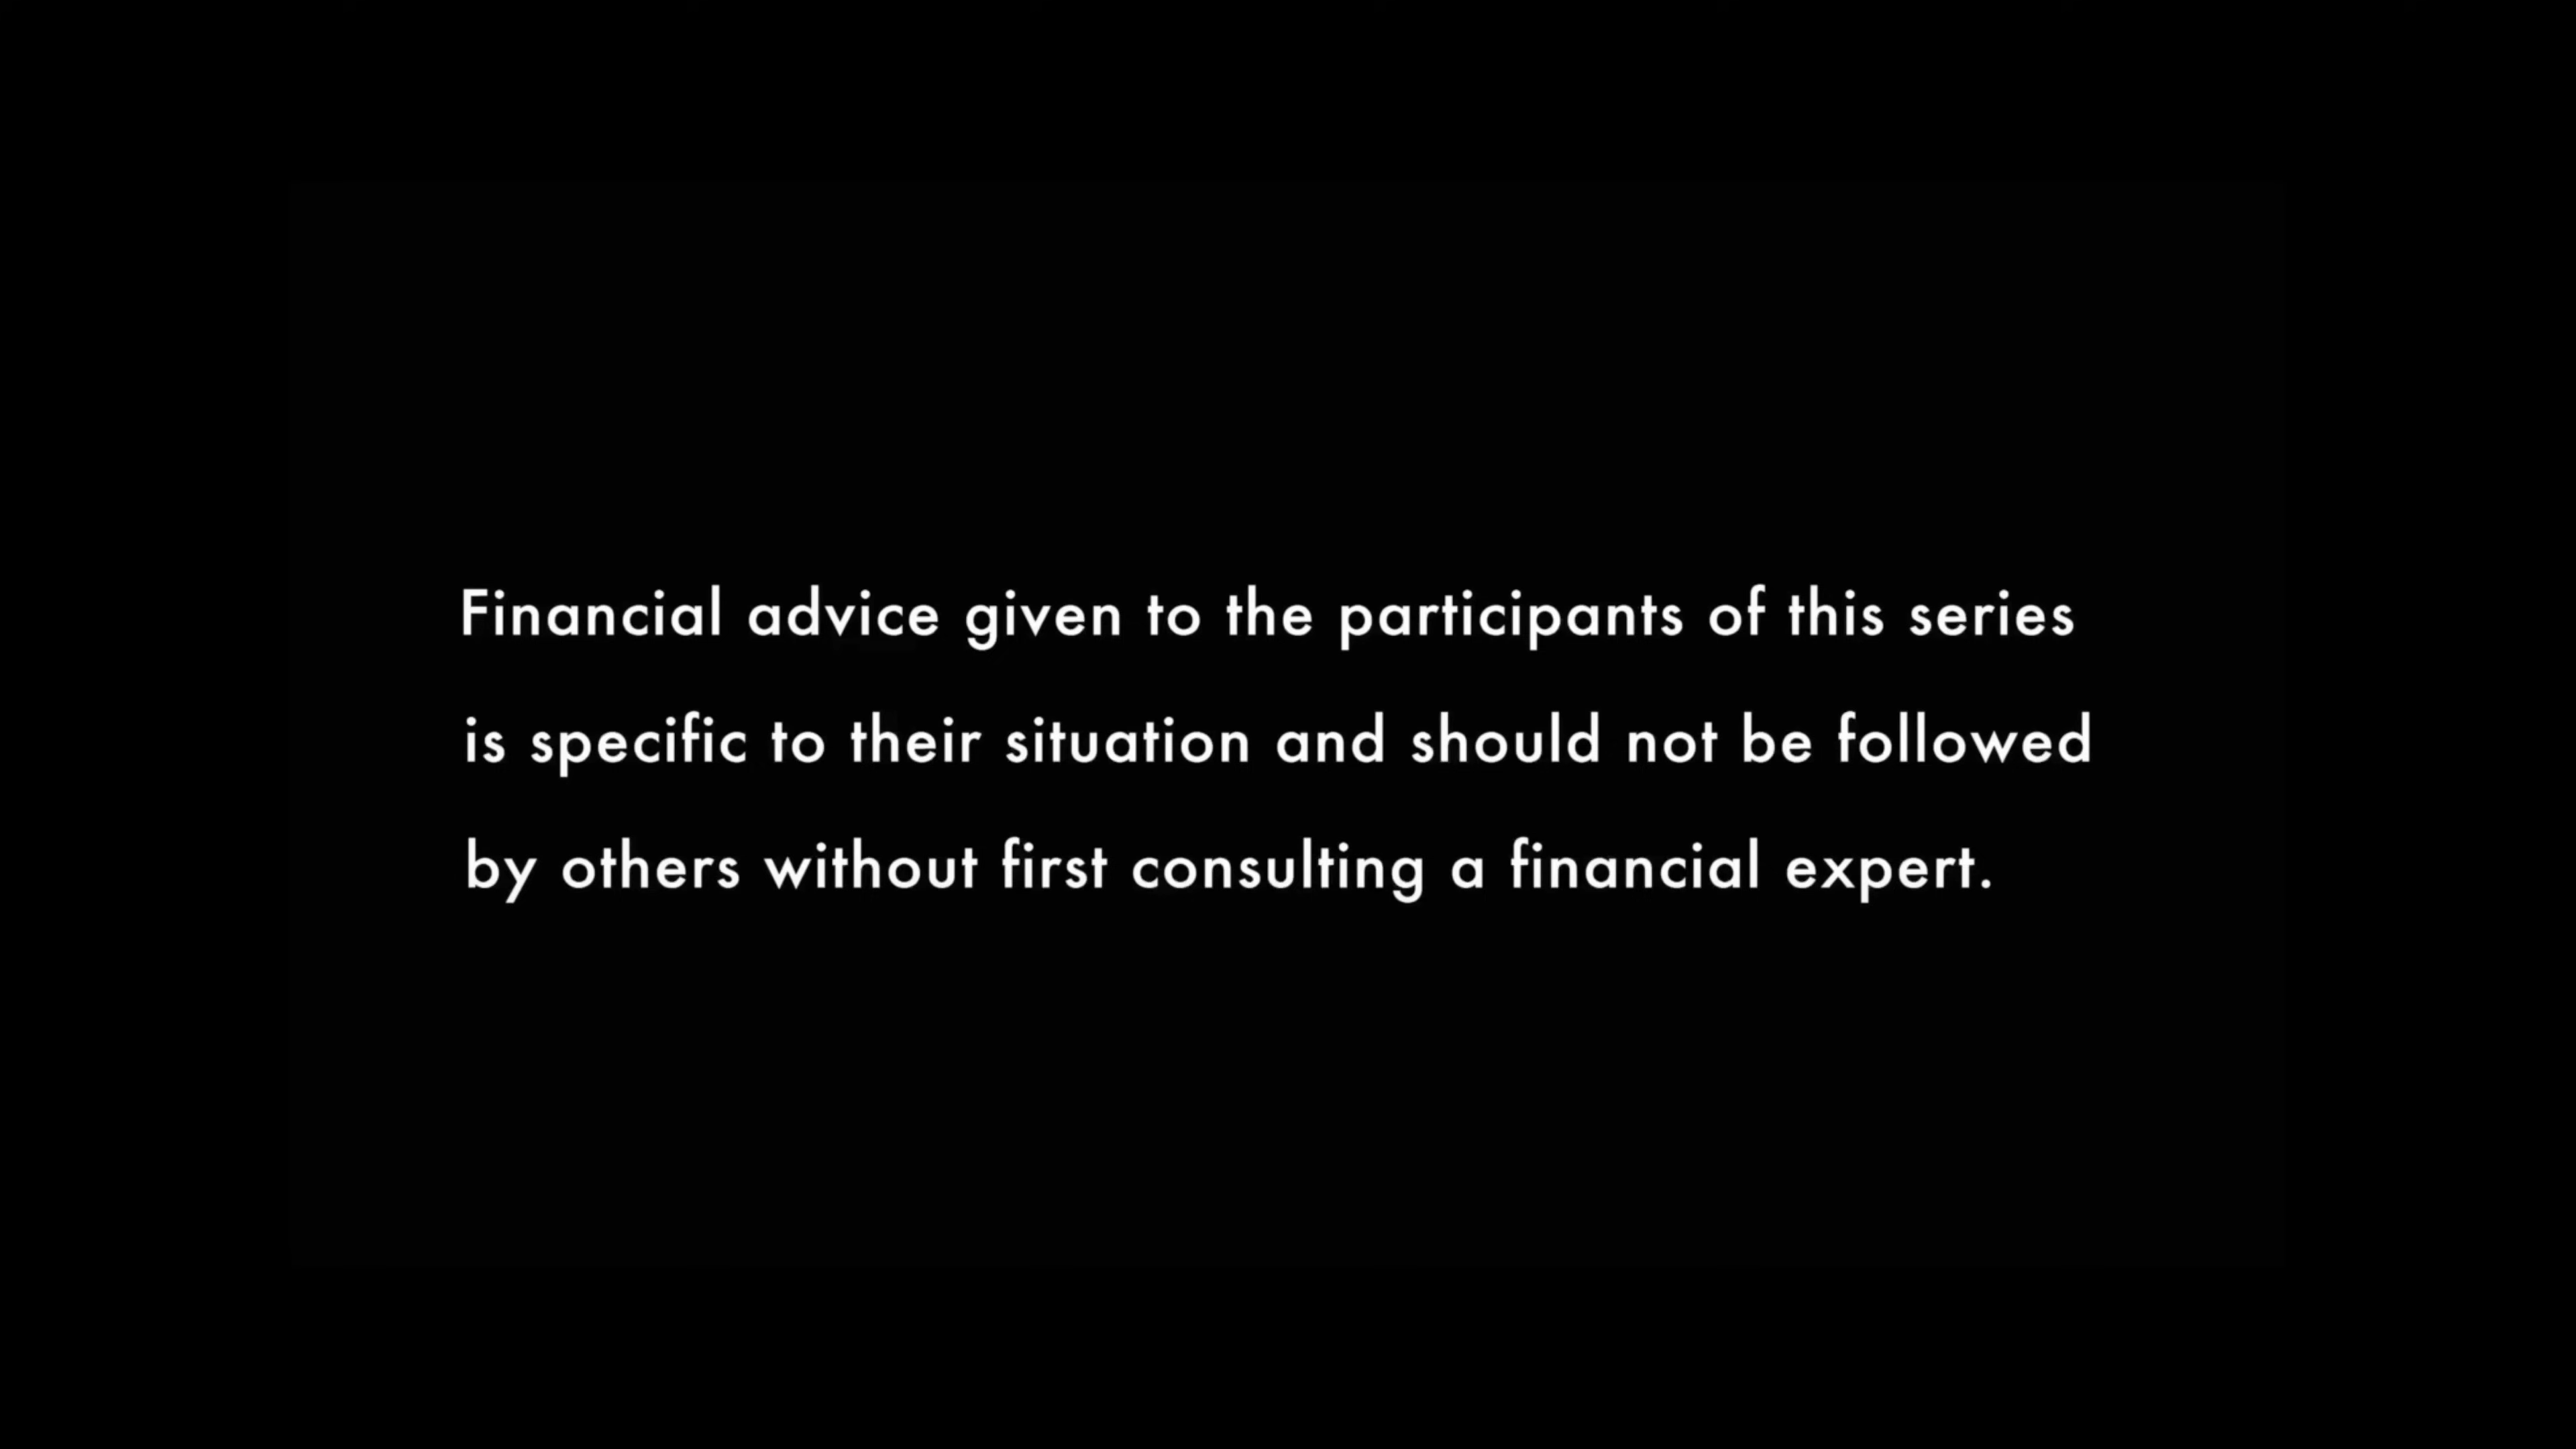 Financial advice given to the participants of this series
is specific to their situation and should not be followed
by others without first consulting a financial expert.